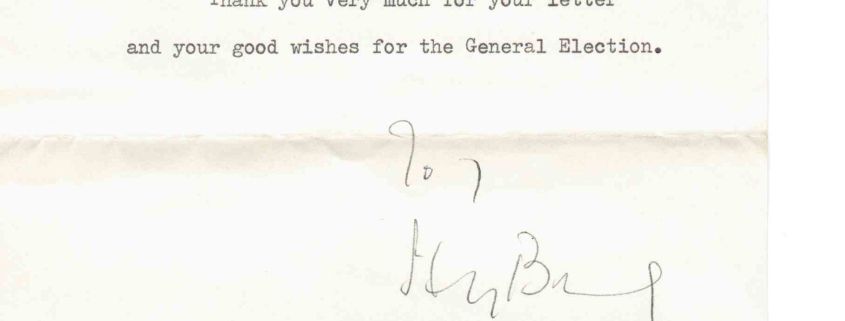 Thank you very much for your letter
and your good wishes for the General Election.